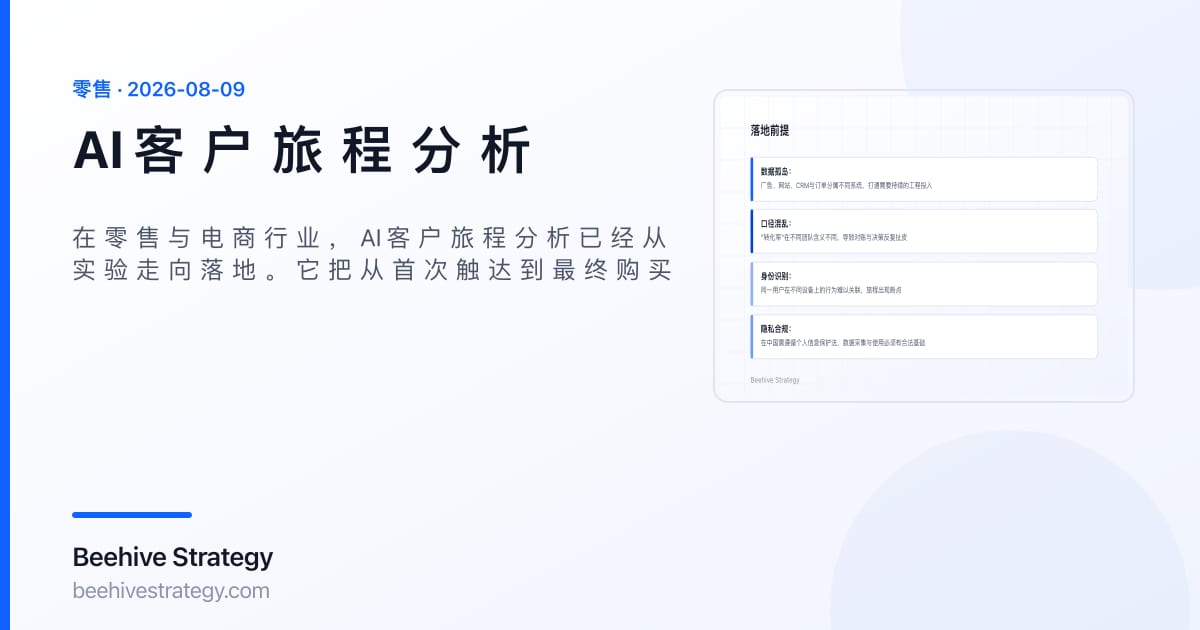 零售 · 2026-08-09
AI客户旅程分析
在零售与电商行业，AI客户旅程分析已经从
实验走向落地。它把从首次触达到最终购买
落地前提
数据孤岛：
广告、网站、CRM与订单分属不同系统，打通需要持续的工程投入
口径混乱：
“转化率”在不同团队含义不同，导致对账与决策反复扯皮
身份识别：
同一用户在不同设备上的行为难以关联，旅程出现断点
隐私合规：
在中国需遵循个人信息保护法，数据采集与使用必须有合法基础
Beehive Strategy
Beehive Strategy
beehivestrategy.com